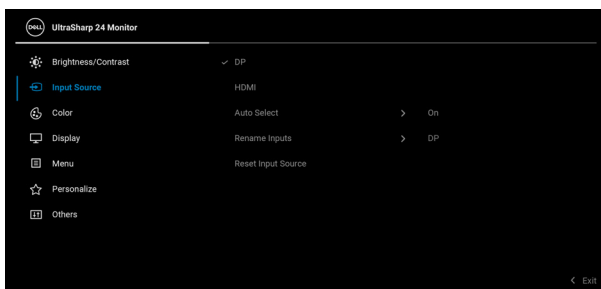 DELL UltraSharp 24 Monitor
Brightness/Contrast DP
Input Source HDMI
Color Auto Select On
Display Rename Inputs DP
Menu Reset Input Source
Personalize
Others
Exit